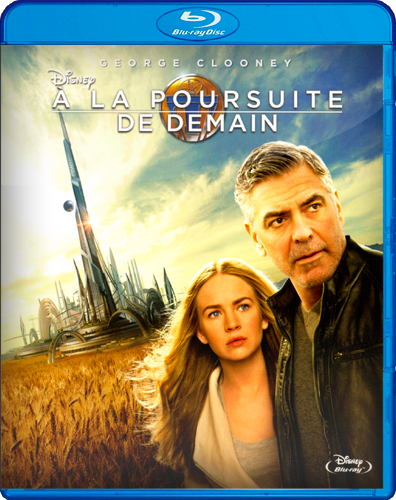 Blu-ray Disc
GEORGE CLOONEY
Disney
À LA POURSUITE
DE DEMAIN
Disney
Blu-ray